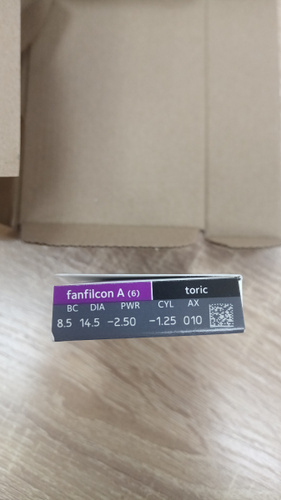 fanfilcon A (6) toric
BC DIA PWR CYL AX
8.5 14.5 -2.50 -1.25 010